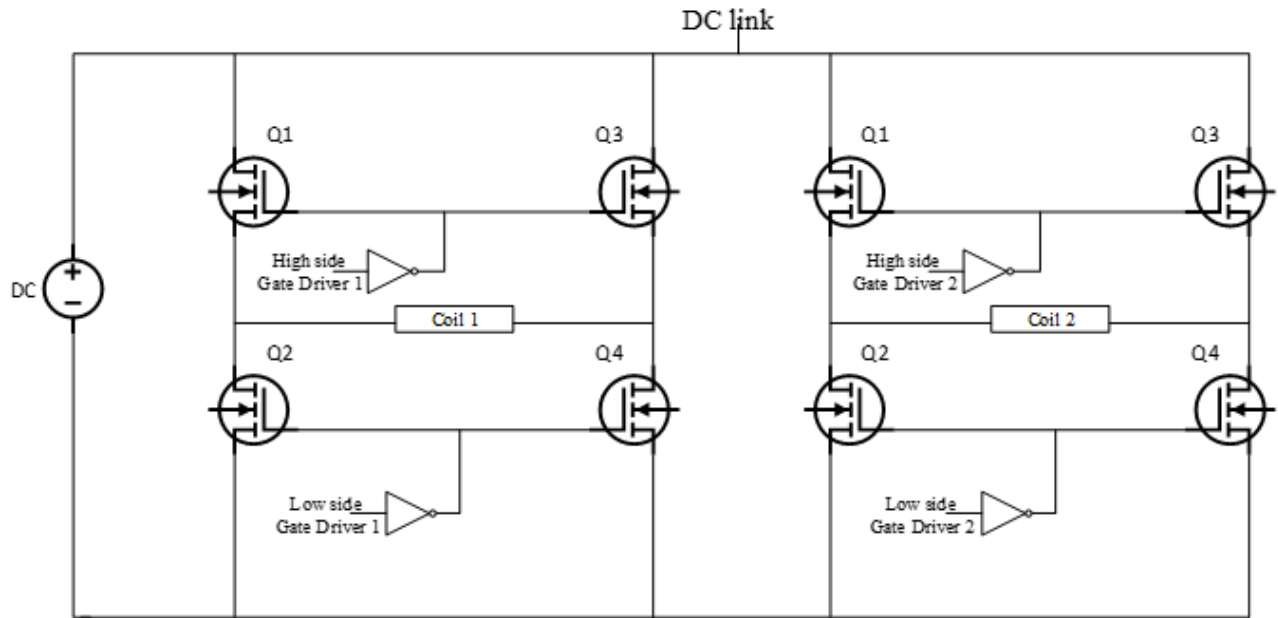 DC link
Q1
Q3
Q1
Q3
High side
Gate Driver 1
High side
Gate Driver 2
DC
Coil 1
Coil 2
Q2
Q4
Q2
Q4
Low side
Gate Driver 1
Low side
Gate Driver 2